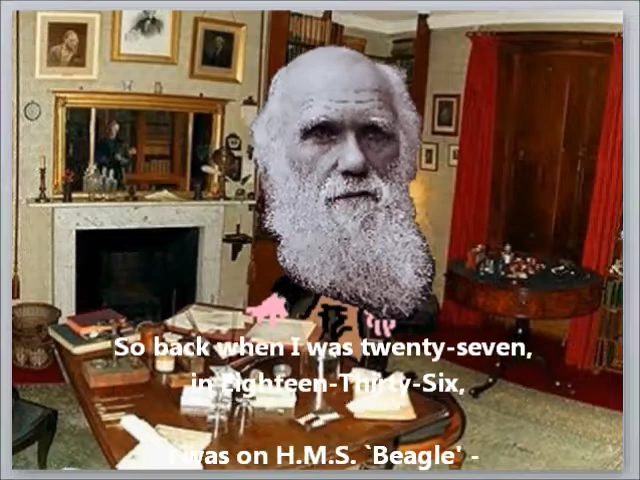 So back when I was twenty-seven,
in Eighteen-Thirty-Six,
I was on H.M.S. `Beagle' -